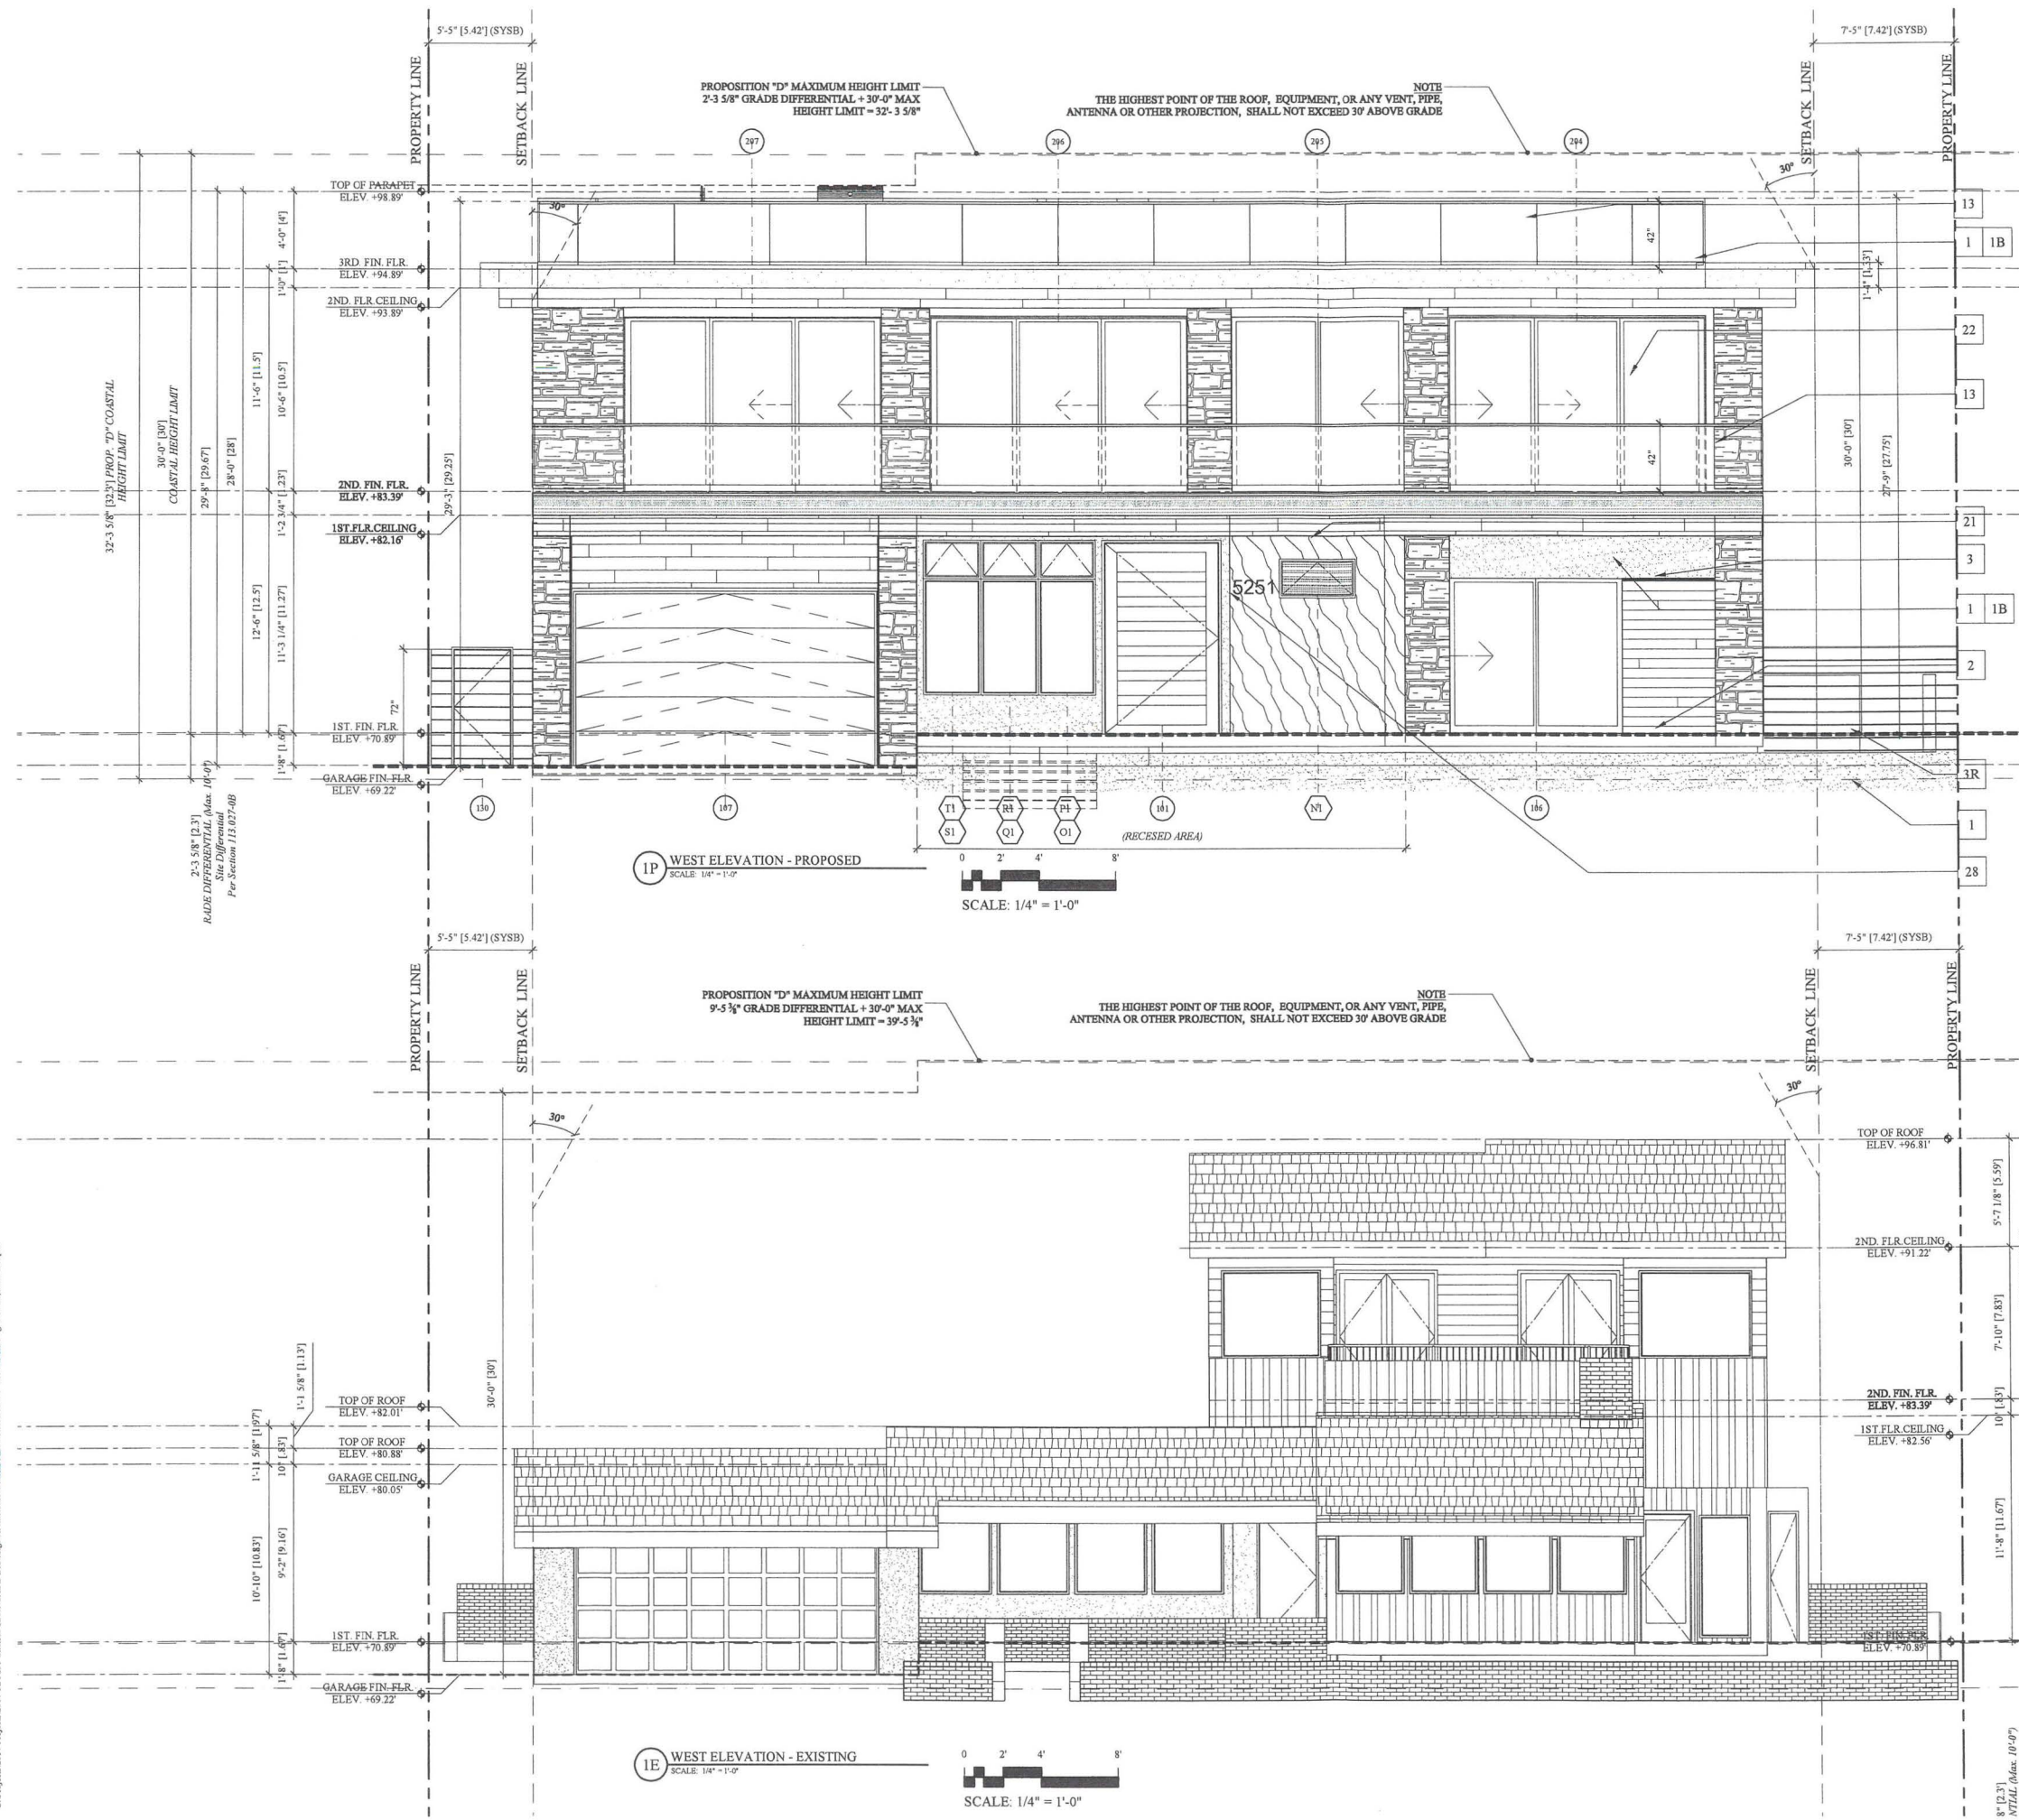 5'-5" [5.42'] (SYSB)
7'-5" [7.42'] (SYSB)
PROPERTY LINE
SETBACK LINE
PROPOSITION "D" MAXIMUM HEIGHT LIMIT
2'-3 5/8" GRADE DIFFERENTIAL + 30'-0" MAX
HEIGHT LIMIT = 32'- 3 5/8"
NOTE
THE HIGHEST POINT OF THE ROOF, EQUIPMENT, OR ANY VENT, PIPE,
ANTENNA OR OTHER PROJECTION, SHALL NOT EXCEED 30' ABOVE GRADE
SETBACK LINE
PROPERTY LINE
207
206
205
204
30°
30°
TOP OF PARAPET
ELEV. +98.89'
3RD. FIN. FLR.
ELEV. +94.89'
2ND. FLR.CEILING
ELEV. +93.89'
2ND. FIN. FLR.
ELEV. +83.39'
1ST.FLR.CEILING
ELEV. +82.16'
1ST. FIN. FLR.
ELEV. +70.89'
GARAGE FIN. FLR.
ELEV. +69.22'
32'-3 5/8" [32.3'] PROP. "D" COASTAL
HEIGHT LIMIT
30'-0" [30']
COASTAL HEIGHT LIMIT
29'-8" [29.67']
28'-0" [28']
11'-6" [11.5']
12'-6" [12.5']
4'-0" [4']
1'-0" [1']
10'-6" [10.5']
1'-2 3/4" [1.23']
11'-3 1/4" [11.27']
1'-8" [1.67']
29'-3" [29.25']
72"
2'-3 5/8" [2.3']
RADE DIFFERENTIAL (Max. 10'-0")
Site Differential
Per Section 113.027-0B
42"
42"
1'-4" [1.33']
30'-0" [30']
27'-9" [27.75']
5251
13
1 1B
22
13
21
3
1 1B
2
3R
1
28
130
107
T1
S1
R1
Q1
P1
O1
101
N1
106
(RECESED AREA)
1P
WEST ELEVATION - PROPOSED
SCALE: 1/4" = 1'-0"
0 2' 4' 8'
SCALE: 1/4" = 1'-0"
5'-5" [5.42'] (SYSB)
7'-5" [7.42'] (SYSB)
PROPERTY LINE
SETBACK LINE
PROPOSITION "D" MAXIMUM HEIGHT LIMIT
9'-5 3/8" GRADE DIFFERENTIAL + 30'-0" MAX
HEIGHT LIMIT = 39'-5 3/8"
NOTE
THE HIGHEST POINT OF THE ROOF, EQUIPMENT, OR ANY VENT, PIPE,
ANTENNA OR OTHER PROJECTION, SHALL NOT EXCEED 30' ABOVE GRADE
SETBACK LINE
PROPERTY LINE
30°
30°
30'-0" [30']
TOP OF ROOF
ELEV. +82.01'
TOP OF ROOF
ELEV. +80.88'
GARAGE CEILING
ELEV. +80.05'
1ST. FIN. FLR.
ELEV. +70.89'
GARAGE FIN. FLR.
ELEV. +69.22'
1'-1 5/8" [1.13']
1'-11 5/8" [1.97']
10" [.83']
10'-10" [10.83']
9'-2" [9.16']
1'-8" [1.67']
TOP OF ROOF
ELEV. +96.81'
2ND. FLR.CEILING
ELEV. +91.22'
2ND. FIN. FLR.
ELEV. +83.39'
1ST.FLR.CEILING
ELEV. +82.56'
1ST. FIN. FLR.
ELEV. +70.89'
5'-7 1/8" [5.59']
7'-10" [7.83']
10" [.83']
11'-8" [11.67']
8" [2.3']
NTIAL (Max. 10'-0")
1E
WEST ELEVATION - EXISTING
SCALE: 1/4" = 1'-0"
0 2' 4' 8'
SCALE: 1/4" = 1'-0"